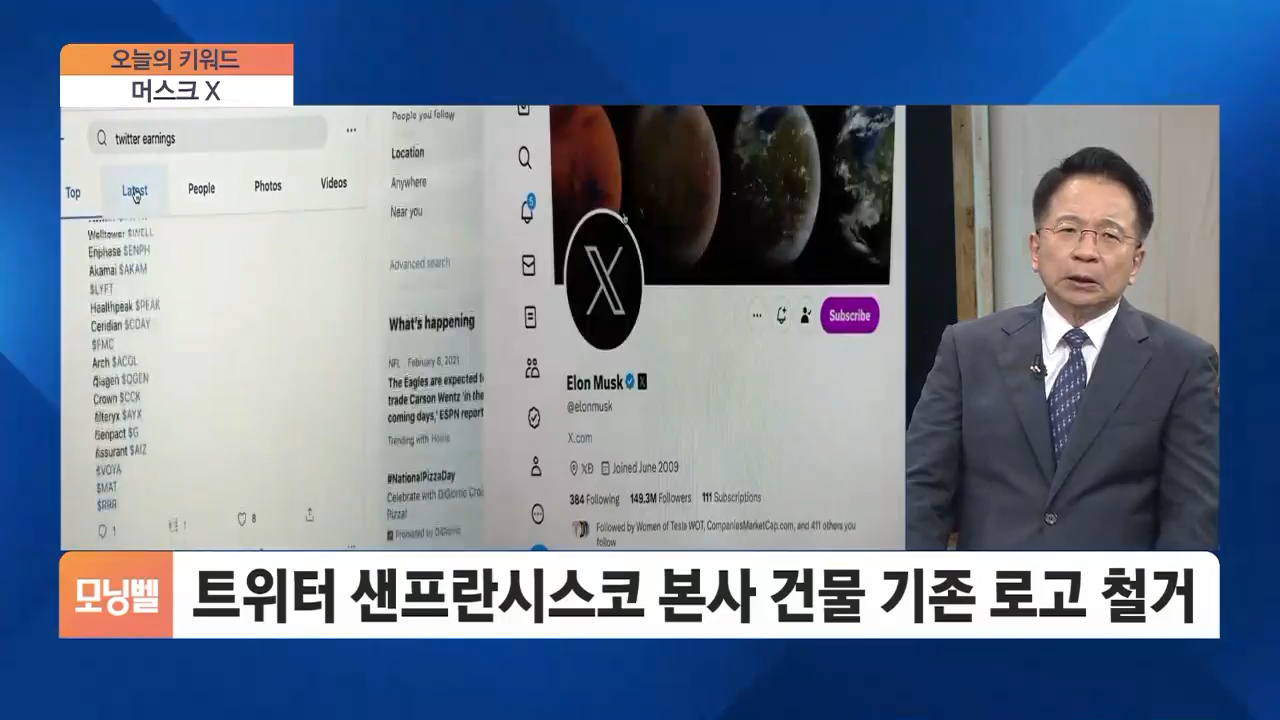 오늘의 키워드
머스크 X
twitter earnings
Top
Latest
People
Photos
Videos
Welltower $WELL
Enphase $ENPH
Akamai $AKAM
$LYFT
Healthpeak $PEAK
Ceridian $CDAY
$FMC
Arch $ACGL
Qiagen $QGEN
Crown $CCK
Alteryx $AYX
Genpact $G
Assurant $AIZ
$VOYA
$MAT
$RRR
1
1
8
People you follow
Location
Anywhere
Near you
Advanced search
What's happening
NFL February 8, 2021
The Eagles are expected to
trade Carson Wentz 'in the
coming days,' ESPN report
Trending with
#NationalPizzaDay
Celebrate with DiGiorno
Pizza!
Promoted by DiGiorno
5
X
Subscribe
Elon Musk
@elonmusk
X.com
XÐ Joined June 2009
384 Following 149.3M Followers 111 Subscriptions
Followed by Women of Tesla WOT, CompaniesMarketCap.com, and 411 others you
follow
모닝벨
트위터 샌프란시스코 본사 건물 기존 로고 철거